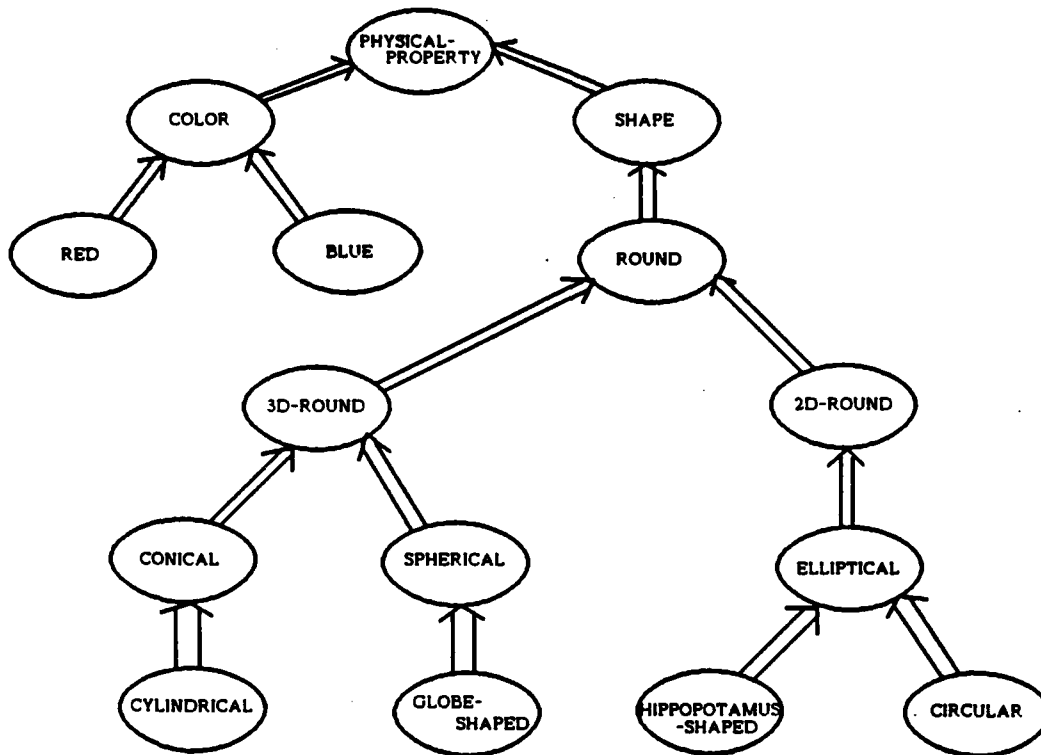 PHYSICAL-
PROPERTY
COLOR
SHAPE
RED
BLUE
ROUND
3D-ROUND
2D-ROUND
CONICAL
SPHERICAL
ELLIPTICAL
CYLINDRICAL
GLOBE-
SHAPED
HIPPOPOTAMUS
-SHAPED
CIRCULAR